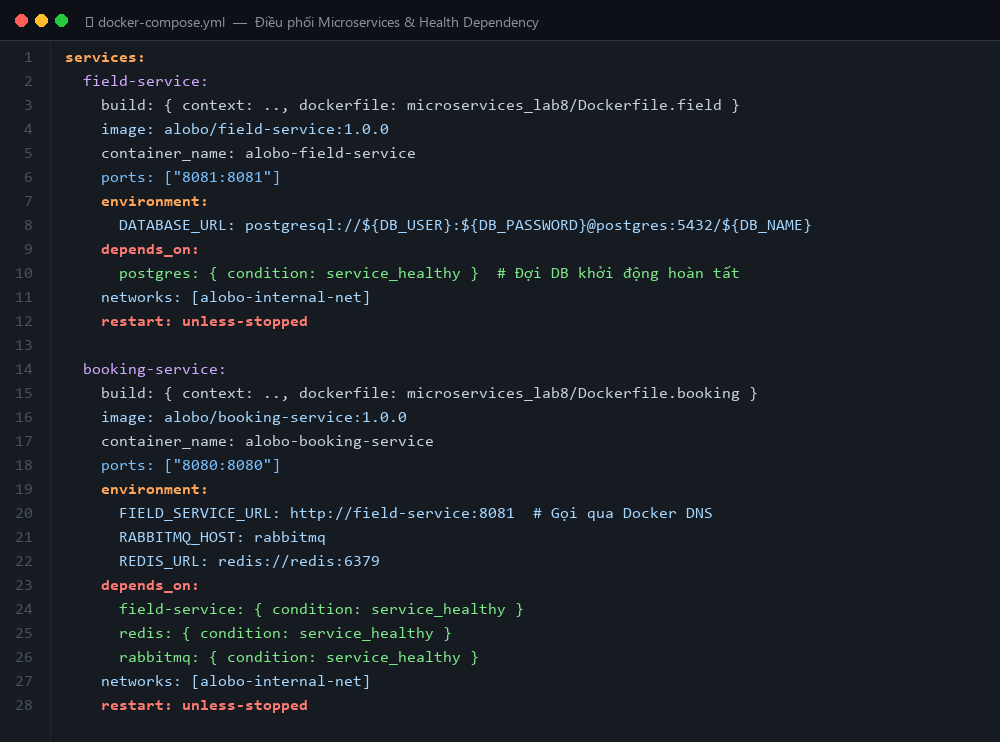 docker-compose.yml — Điều phối Microservices & Health Dependency
1 services:
2 field-service:
3 build: { context: .., dockerfile: microservices_lab8/Dockerfile.field }
4 image: alobo/field-service:1.0.0
5 container_name: alobo-field-service
6 ports: ["8081:8081"]
7 environment:
8 DATABASE_URL: postgresql://${DB_USER}:${DB_PASSWORD}@postgres:5432/${DB_NAME}
9 depends_on:
10 postgres: { condition: service_healthy }  # Đợi DB khởi động hoàn tất
11 networks: [alobo-internal-net]
12 restart: unless-stopped
13
14 booking-service:
15 build: { context: .., dockerfile: microservices_lab8/Dockerfile.booking }
16 image: alobo/booking-service:1.0.0
17 container_name: alobo-booking-service
18 ports: ["8080:8080"]
19 environment:
20 FIELD_SERVICE_URL: http://field-service:8081  # Gọi qua Docker DNS
21 RABBITMQ_HOST: rabbitmq
22 REDIS_URL: redis://redis:6379
23 depends_on:
24 field-service: { condition: service_healthy }
25 redis: { condition: service_healthy }
26 rabbitmq: { condition: service_healthy }
27 networks: [alobo-internal-net]
28 restart: unless-stopped